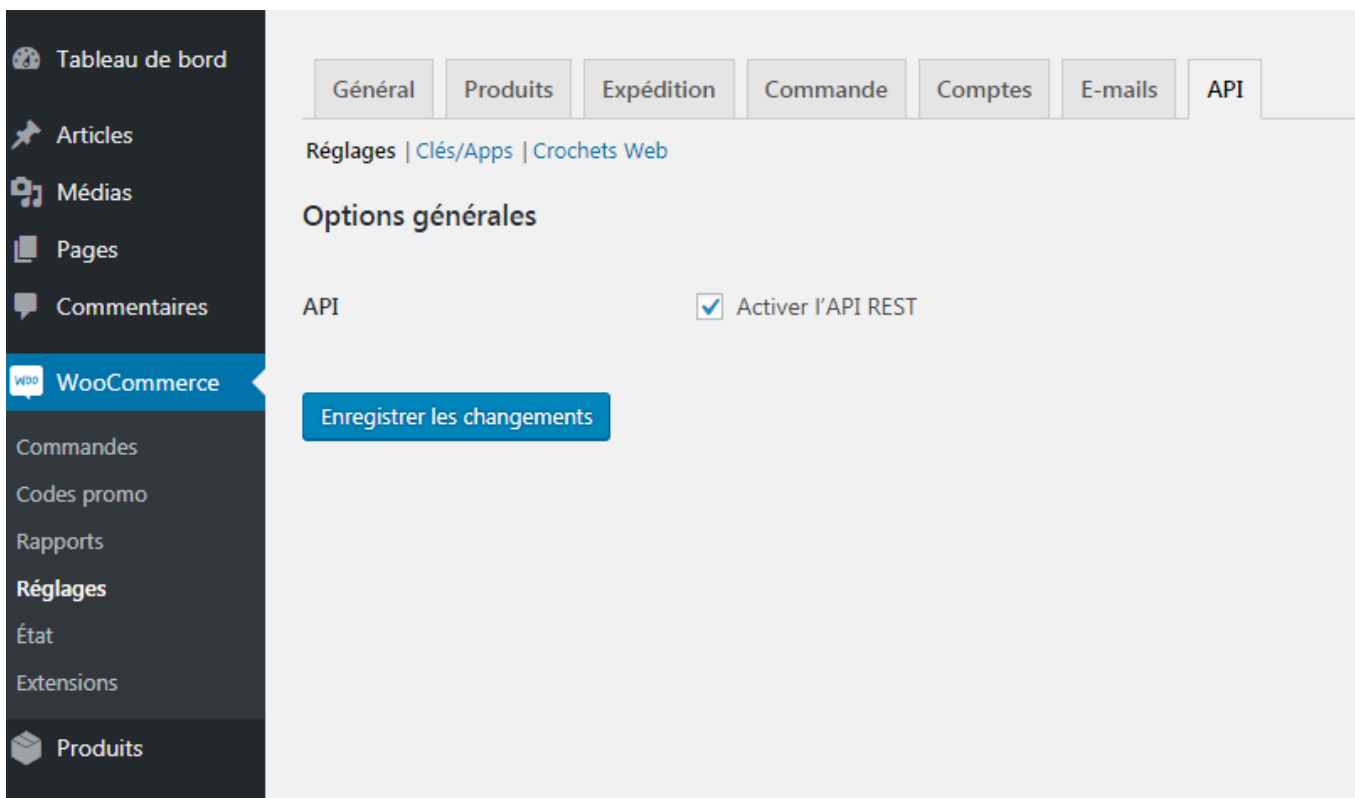 Tableau de bord
Articles
Médias
Pages
Commentaires
Woo WooCommerce
Commandes
Codes promo
Rapports
Réglages
État
Extensions
Produits
Général Produits Expédition Commande Comptes E-mails API
Réglages | Clés/Apps | Crochets Web
Options générales
API Activer l'API REST
Enregistrer les changements